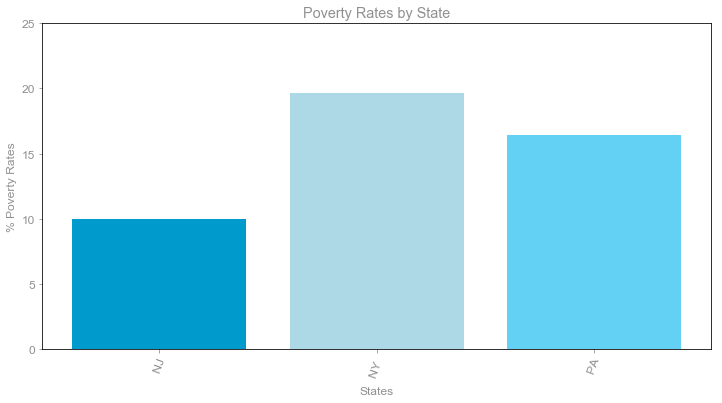 Poverty Rates by State
25
20
15
10
5
0
% Poverty Rates
NJ
NY
PA
States